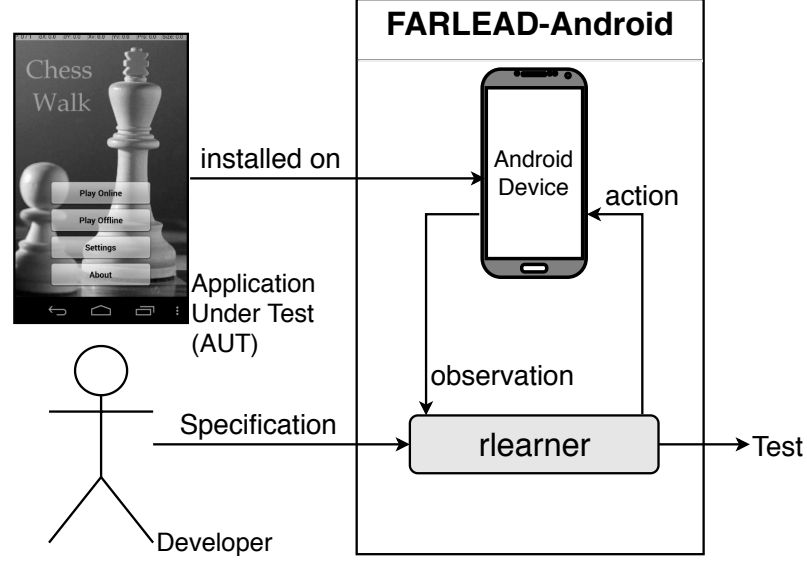 FARLEAD-Android
Chess
Walk
Play Online
Play Offline
Settings
About
installed on
Android
Device
action
Application
Under Test
(AUT)
observation
Specification
rlearner
Test
Developer